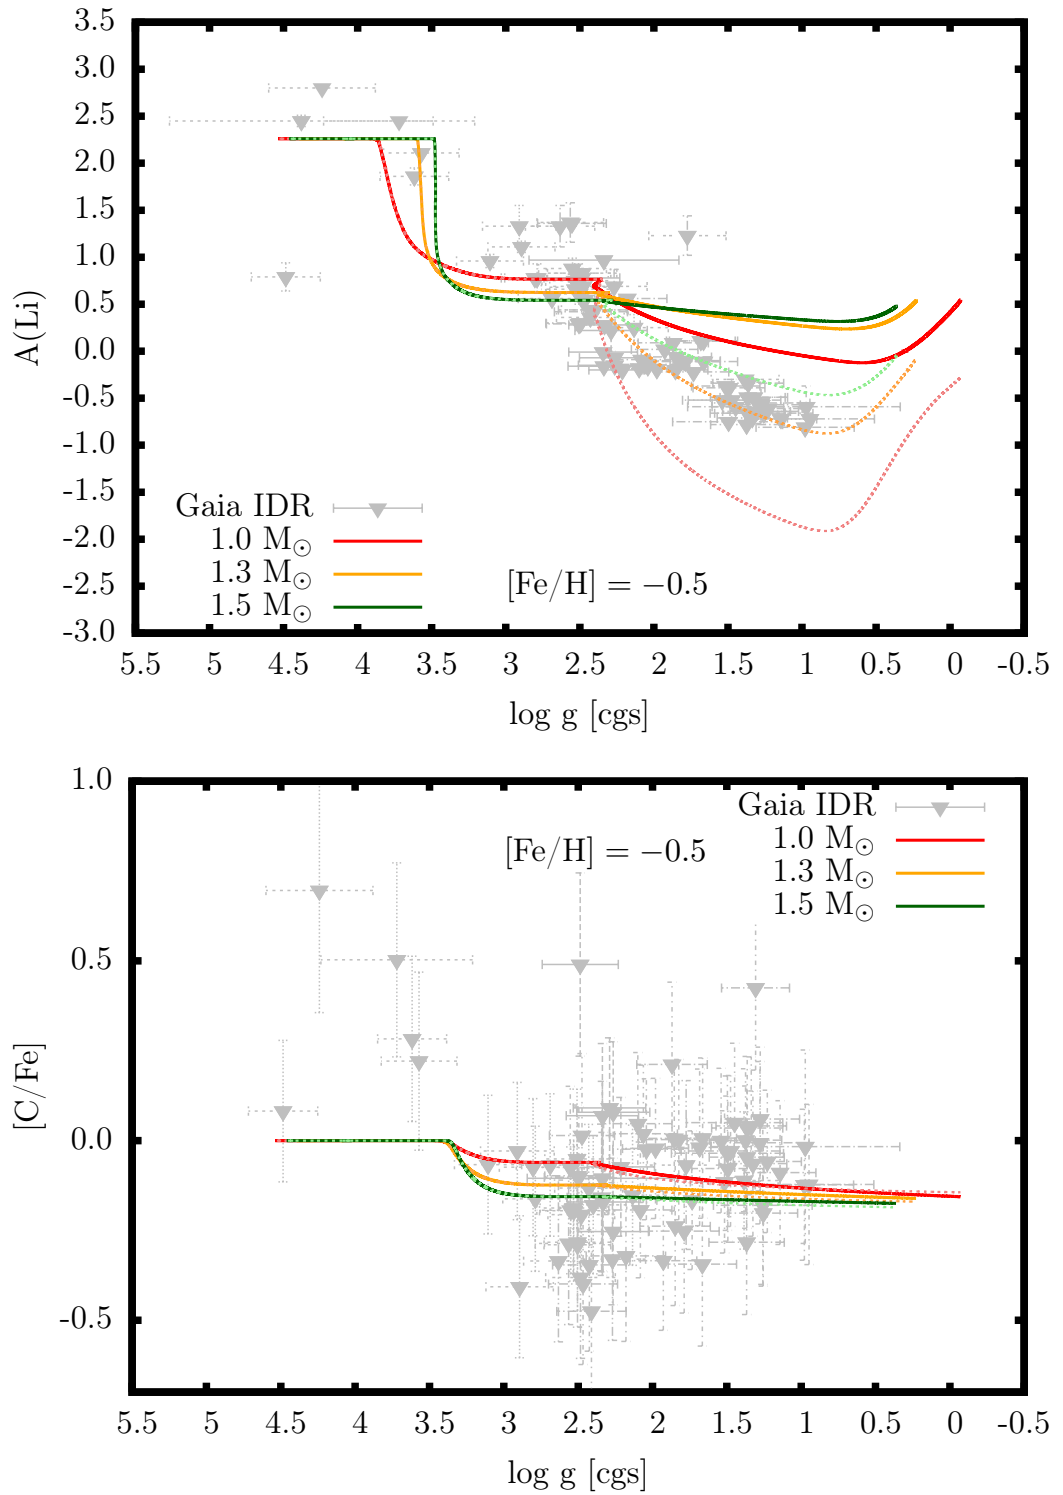 3.5
3.0
2.5
2.0
1.5
1.0
0.5
0.0
-0.5
-1.0
-1.5
-2.0
-2.5
-3.0
A(Li)
Gaia IDR
1.0 M⊙
1.3 M⊙
1.5 M⊙
[Fe/H] = −0.5
5.5 5 4.5 4 3.5 3 2.5 2 1.5 1 0.5 0 -0.5
log g [cgs]
1.0
0.5
0.0
-0.5
[C/Fe]
Gaia IDR
1.0 M⊙
1.3 M⊙
1.5 M⊙
[Fe/H] = −0.5
5.5 5 4.5 4 3.5 3 2.5 2 1.5 1 0.5 0 -0.5
log g [cgs]